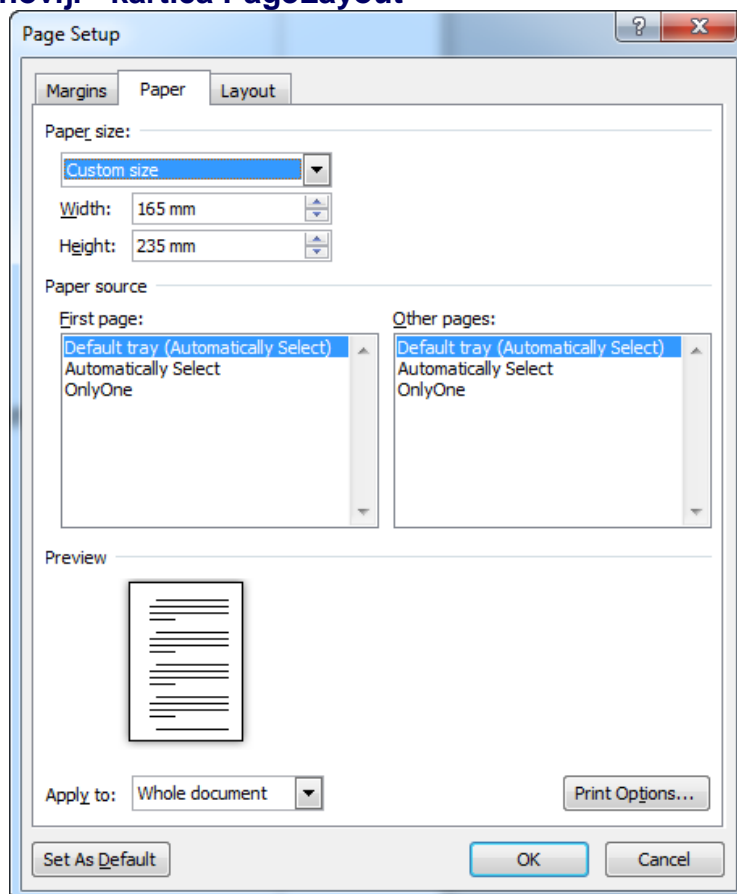 kartica PageLayout
Page Setup
Margins Paper Layout
Paper size:
Custom size
Width: 165 mm
Height: 235 mm
Paper source
First page: Other pages:
Default tray (Automatically Select) Default tray (Automatically Select)
Automatically Select Automatically Select
OnlyOne OnlyOne
Preview
Apply to: Whole document Print Options...
Set As Default OK Cancel